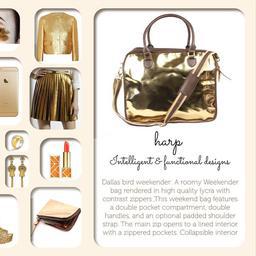 harp
Intelligent & functional designs
Dallas bird weekender: A roomy Weekender
bag rendered in high quality lycra with
contrast zippers.This weekend bag features
a double pocket compartment, double
handles, and an optional padded shoulder
strap. The main zip opens to a lined interior
with a zippered pockets. Collapsible interior